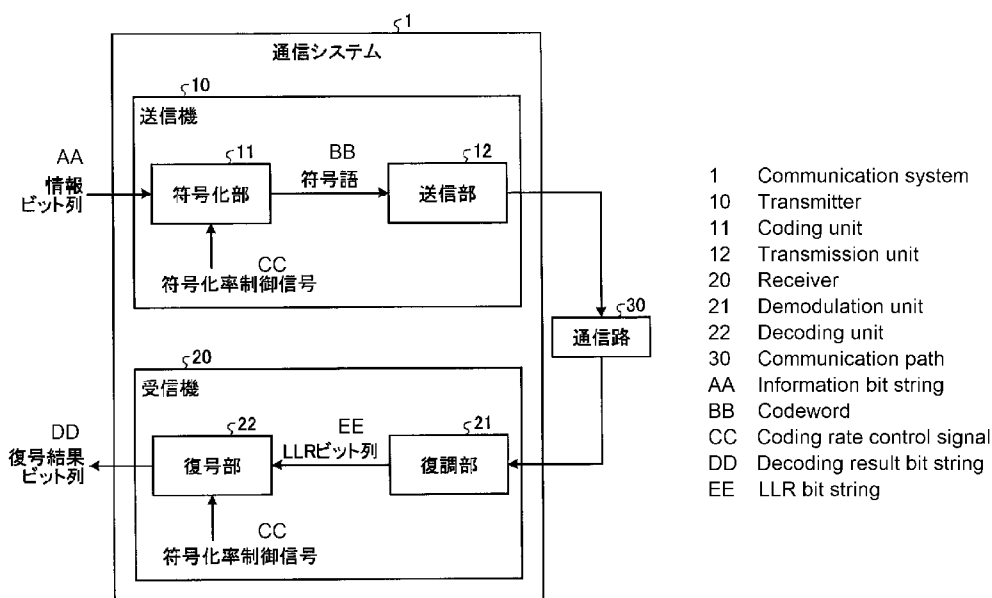 1
通信システム
10
送信機
AA
情報
ビット列
11
符号化部
BB
符号語
12
送信部
CC
符号化率制御信号
30
通信路
20
受信機
DD
復号結果
ビット列
22
復号部
EE
LLRビット列
21
復調部
CC
符号化率制御信号
1 Communication system
10 Transmitter
11 Coding unit
12 Transmission unit
20 Receiver
21 Demodulation unit
22 Decoding unit
30 Communication path
AA Information bit string
BB Codeword
CC Coding rate control signal
DD Decoding result bit string
EE LLR bit string